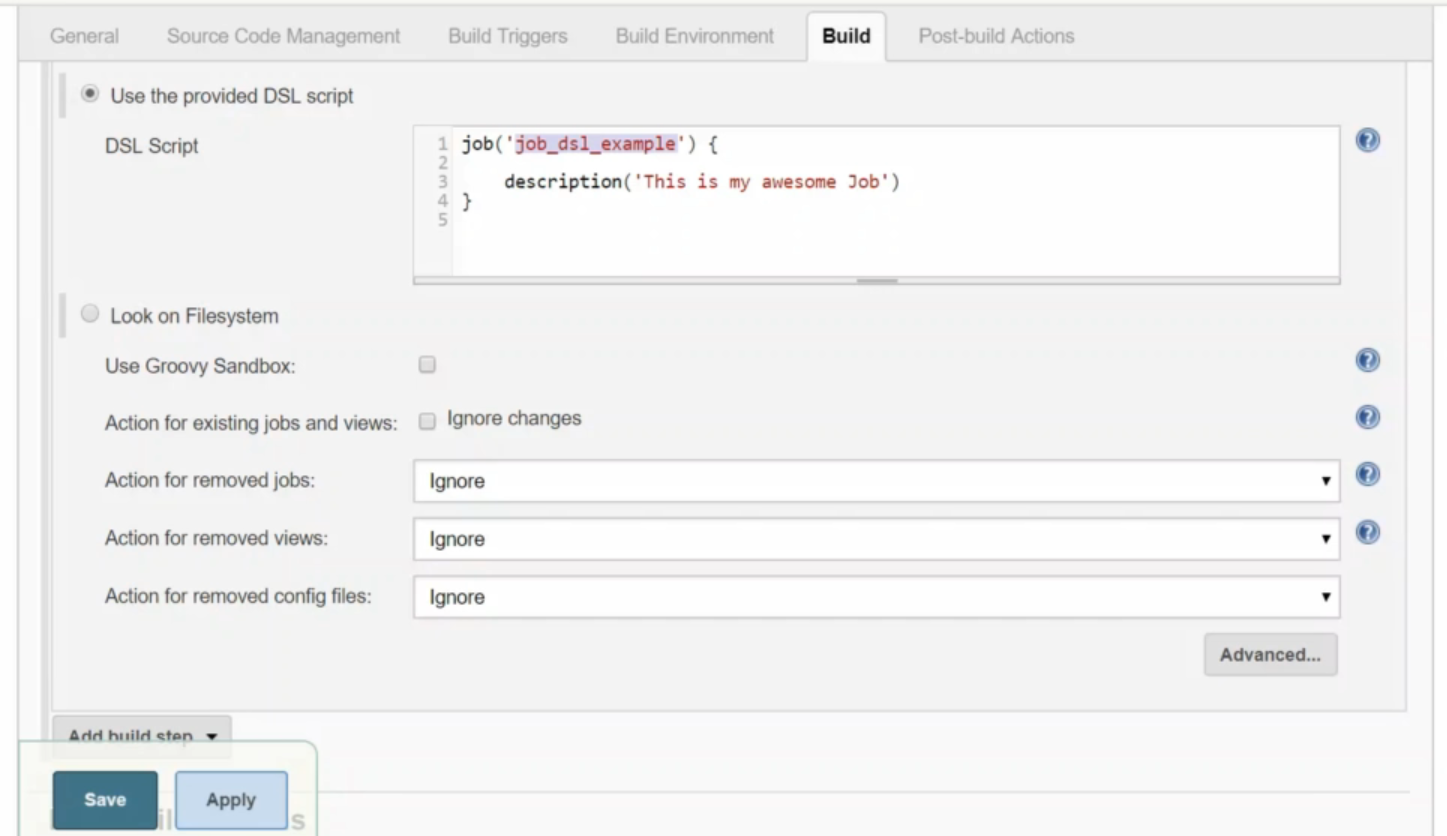 General Source Code Management Build Triggers Build Environment Build Post-build Actions
Use the provided DSL script
DSL Script
1 job('job_dsl_example') {
2
3 description('This is my awesome Job')
4 }
5
Look on Filesystem
Use Groovy Sandbox:
Action for existing jobs and views: Ignore changes
Action for removed jobs: Ignore
Action for removed views: Ignore
Action for removed config files: Ignore
Advanced...
Add build step
Save Apply